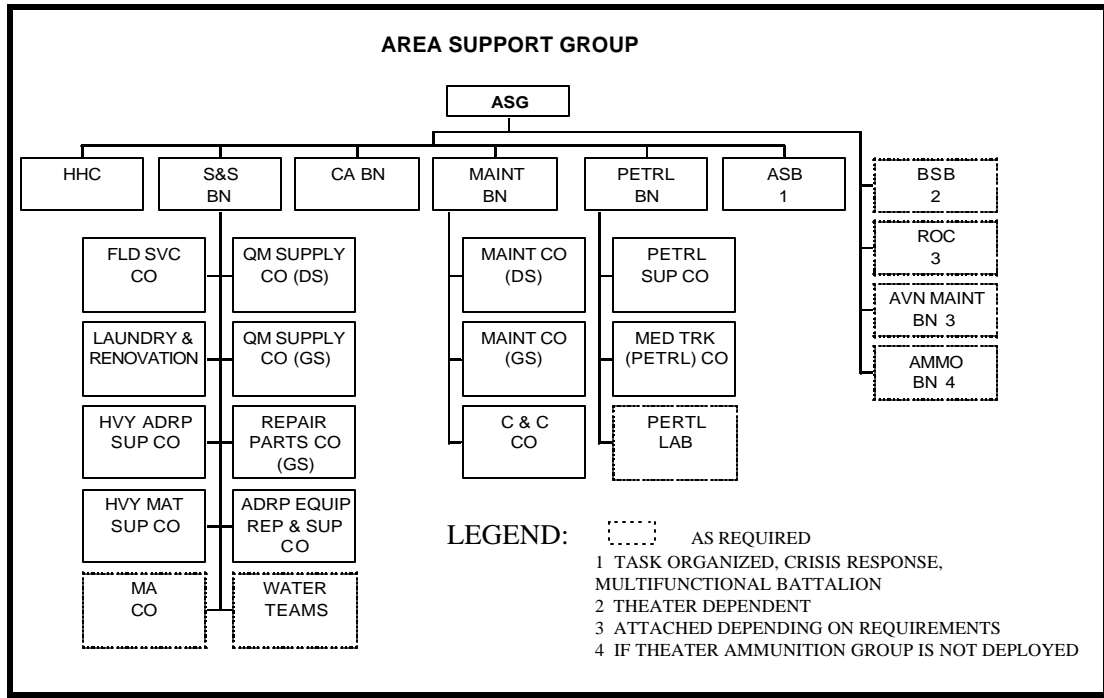 AREA SUPPORT GROUP
ASG
HHC
S&S
BN
CA BN
MAINT
BN
PETRL
BN
ASB
1
BSB
2
ROC
3
AVN MAINT
BN 3
AMMO
BN 4
FLD SVC
CO
QM SUPPLY
CO (DS)
LAUNDRY &
RENOVATION
QM SUPPLY
CO (GS)
HVY ADRP
SUP CO
REPAIR
PARTS CO
(GS)
HVY MAT
SUP CO
ADRP EQUIP
REP & SUP
CO
MA
CO
WATER
TEAMS
MAINT CO
(DS)
MAINT CO
(GS)
C & C
CO
PETRL
SUP CO
MED TRK
(PETRL) CO
PERTL
LAB
LEGEND:
AS REQUIRED
1 TASK ORGANIZED, CRISIS RESPONSE,
MULTIFUNCTIONAL BATTALION
2 THEATER DEPENDENT
3 ATTACHED DEPENDING ON REQUIREMENTS
4 IF THEATER AMMUNITION GROUP IS NOT DEPLOYED